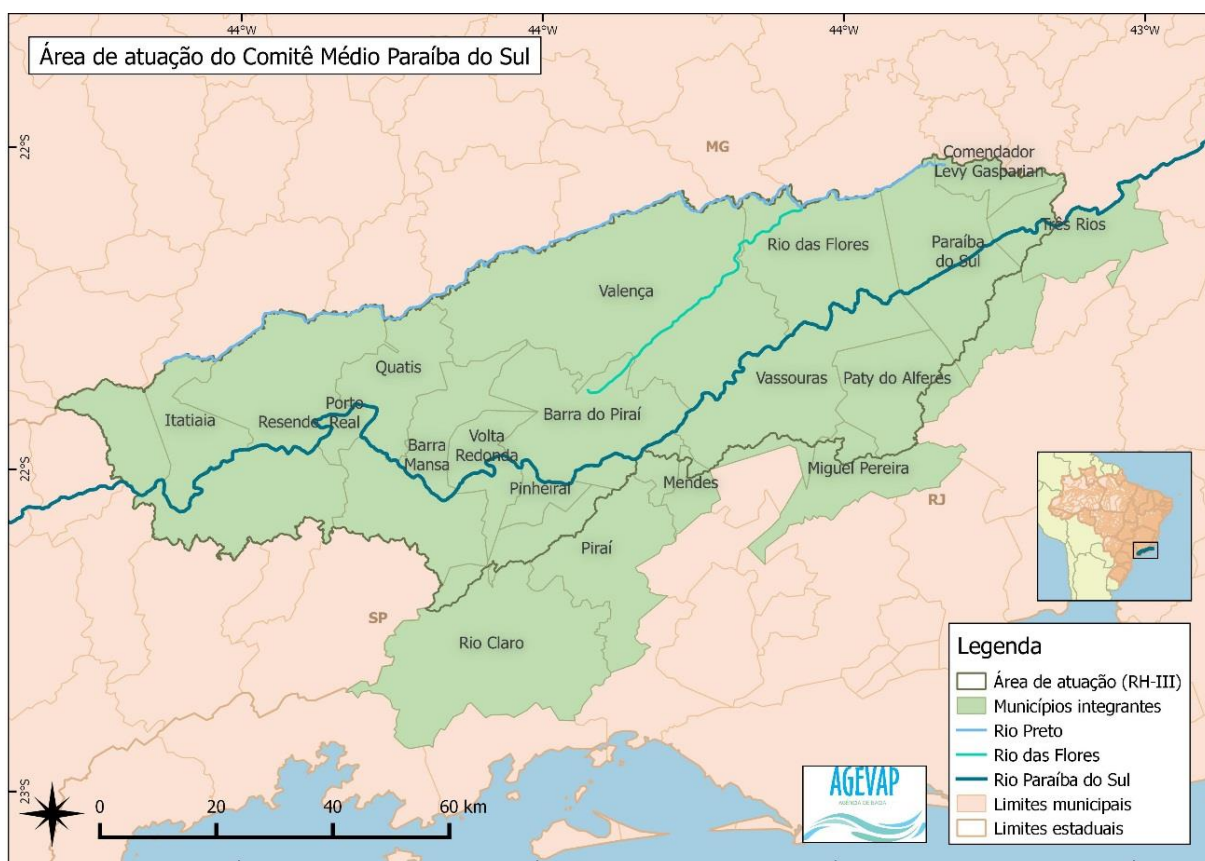 44°W
44°W
44°W
43°W
Área de atuação do Comitê Médio Paraíba do Sul
22°S
MG
Comendador
Levy Gasparian
Três Rios
Rio das Flores
Paraíba
do Sul
Valença
Quatis
Vassouras
Paty do Alferes
Itatiaia
Resende
Porto
Real
Barra do Piraí
Barra
Mansa
Volta
Redonda
22°S
Pinheiral
Mendes
Miguel Pereira
RJ
Piraí
SP
Rio Claro
Legenda
Área de atuação (RH-III)
Municípios integrantes
Rio Preto
Rio das Flores
Rio Paraíba do Sul
Limites municipais
Limites estaduais
23°S
0 20 40 60 km
AGEVAP
AGÊNCIA DE BACIA